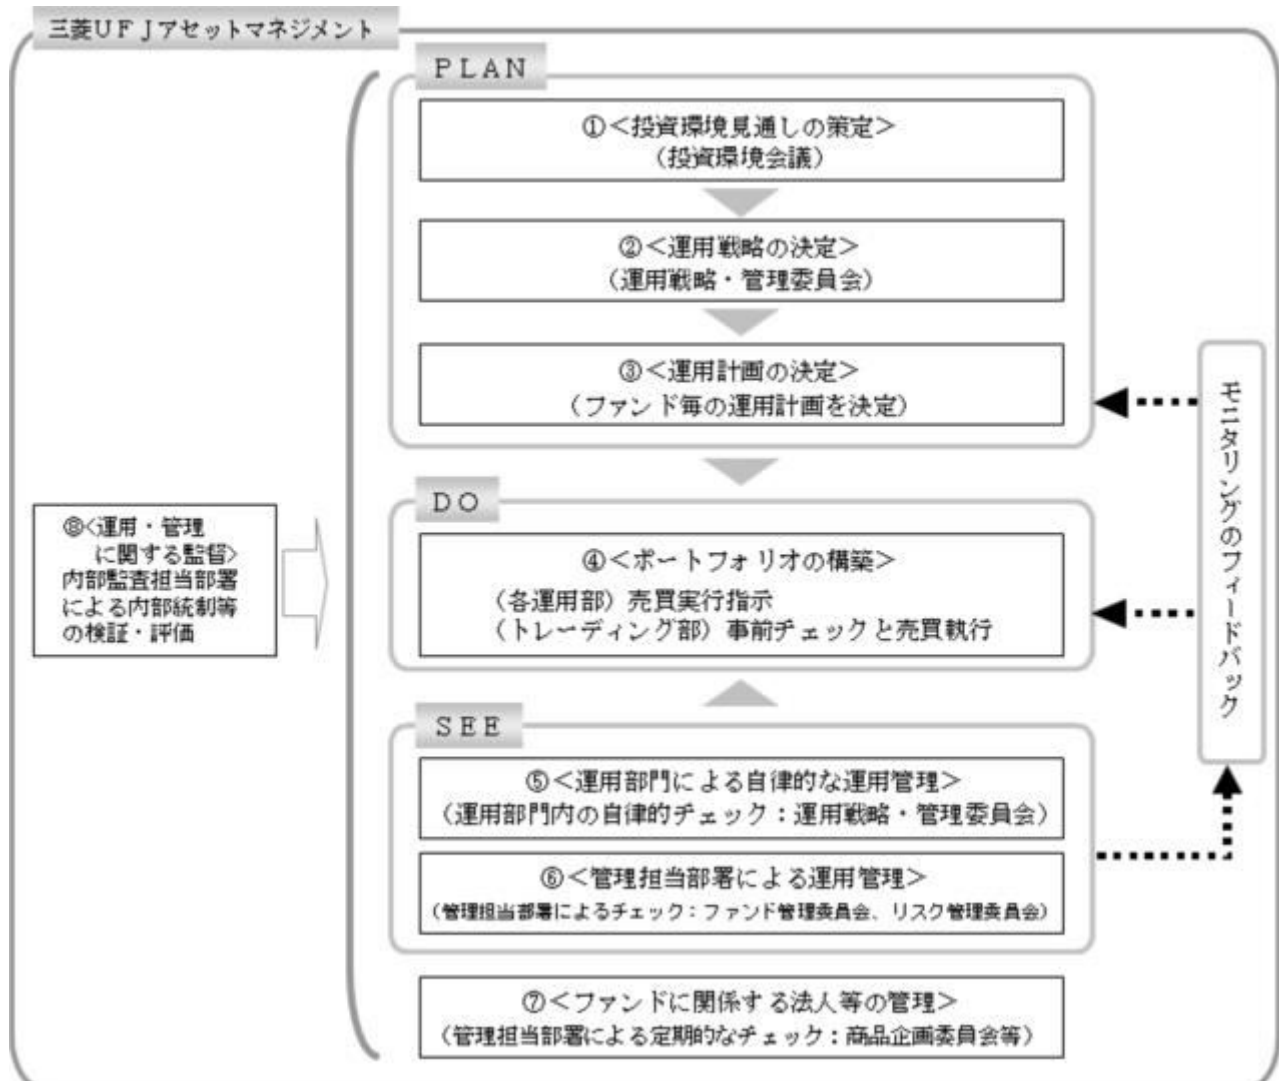 三菱ＵＦＪアセットマネジメント
ＰＬＡＮ
①＜投資環境見通しの策定＞
（投資環境会議）
②＜運用戦略の決定＞
（運用戦略・管理委員会）
③＜運用計画の決定＞
（ファンド毎の運用計画を決定）
ＤＯ
④＜ポートフォリオの構築＞
（各運用部）売買実行指示
（トレーディング部）事前チェックと売買執行
ＳＥＥ
⑤＜運用部門による自律的な運用管理＞
（運用部門内の自律的チェック：運用戦略・管理委員会）
⑥＜管理担当部署による運用管理＞
（管理担当部署によるチェック：ファンド管理委員会、リスク管理委員会）
⑦＜ファンドに関係する法人等の管理＞
（管理担当部署による定期的なチェック：商品企画委員会等）
⑧＜運用・管理
に関する監督＞
内部監査担当部署
による内部統制等
の検証・評価
モニタリングのフィードバック